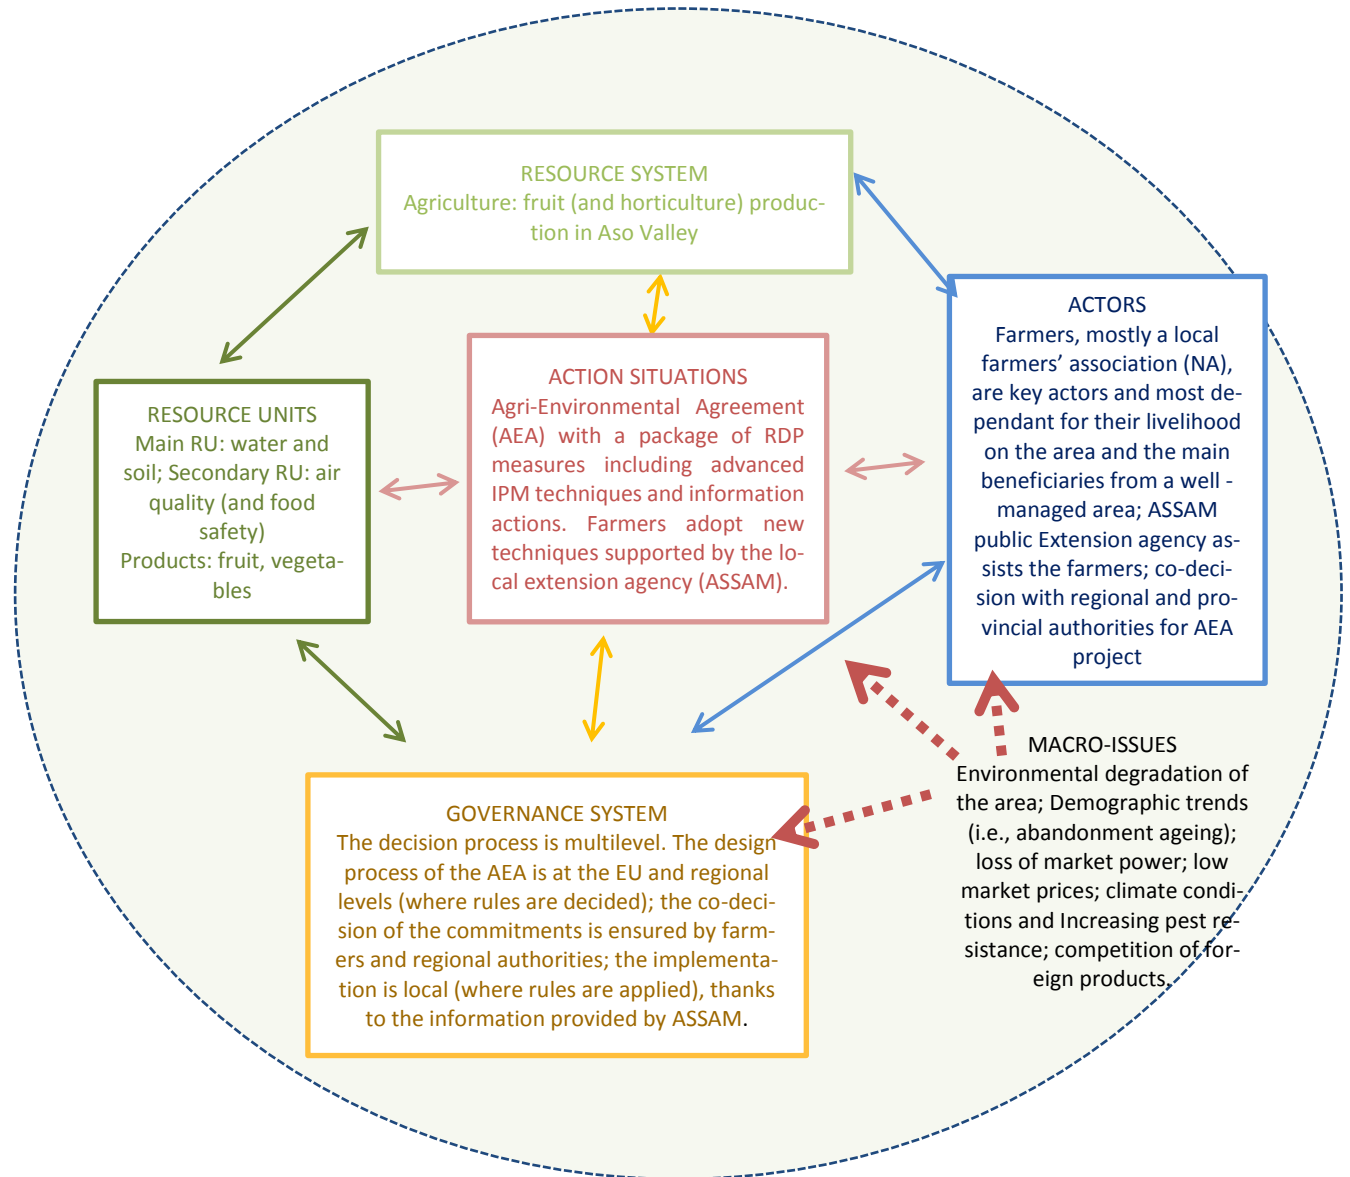 RESOURCE SYSTEM
Agriculture: fruit (and horticulture) produc-
tion in Aso Valley
ACTORS
Farmers, mostly a local
farmers’ association (NA),
are key actors and most de-
pendant for their livelihood
on the area and the main
beneficiaries from a well -
managed area; ASSAM
public Extension agency as-
sists the farmers; co-deci-
sion with regional and pro-
vincial authorities for AEA
project
ACTION SITUATIONS
Agri-Environmental Agreement
(AEA) with a package of RDP
measures including advanced
IPM techniques and information
actions. Farmers adopt new
techniques supported by the lo-
cal extension agency (ASSAM).
RESOURCE UNITS
Main RU: water and
soil; Secondary RU: air
quality (and food
safety)
Products: fruit, vegeta-
bles
MACRO-ISSUES
Environmental degradation of
the area; Demographic trends
(i.e., abandonment ageing);
loss of market power; low
market prices; climate condi-
tions and Increasing pest re-
sistance; competition of for-
eign products.
GOVERNANCE SYSTEM
The decision process is multilevel. The design
process of the AEA is at the EU and regional
levels (where rules are decided); the co-deci-
sion of the commitments is ensured by farm-
ers and regional authorities; the implementa-
tion is local (where rules are applied), thanks
to the information provided by ASSAM.